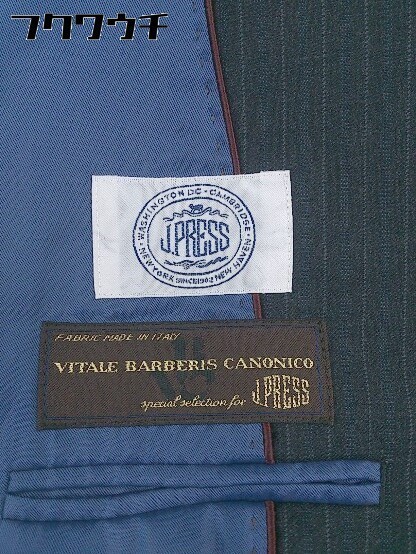 フクウウチ
WASHINGTON DC · CAMBRIDGE
J.PRESS
NEW YORK SINCE 1902 NEW HAVEN
FABRIC MADE IN ITALY
VITALE BARBERIS CANONICO
special selection for J.PRESS